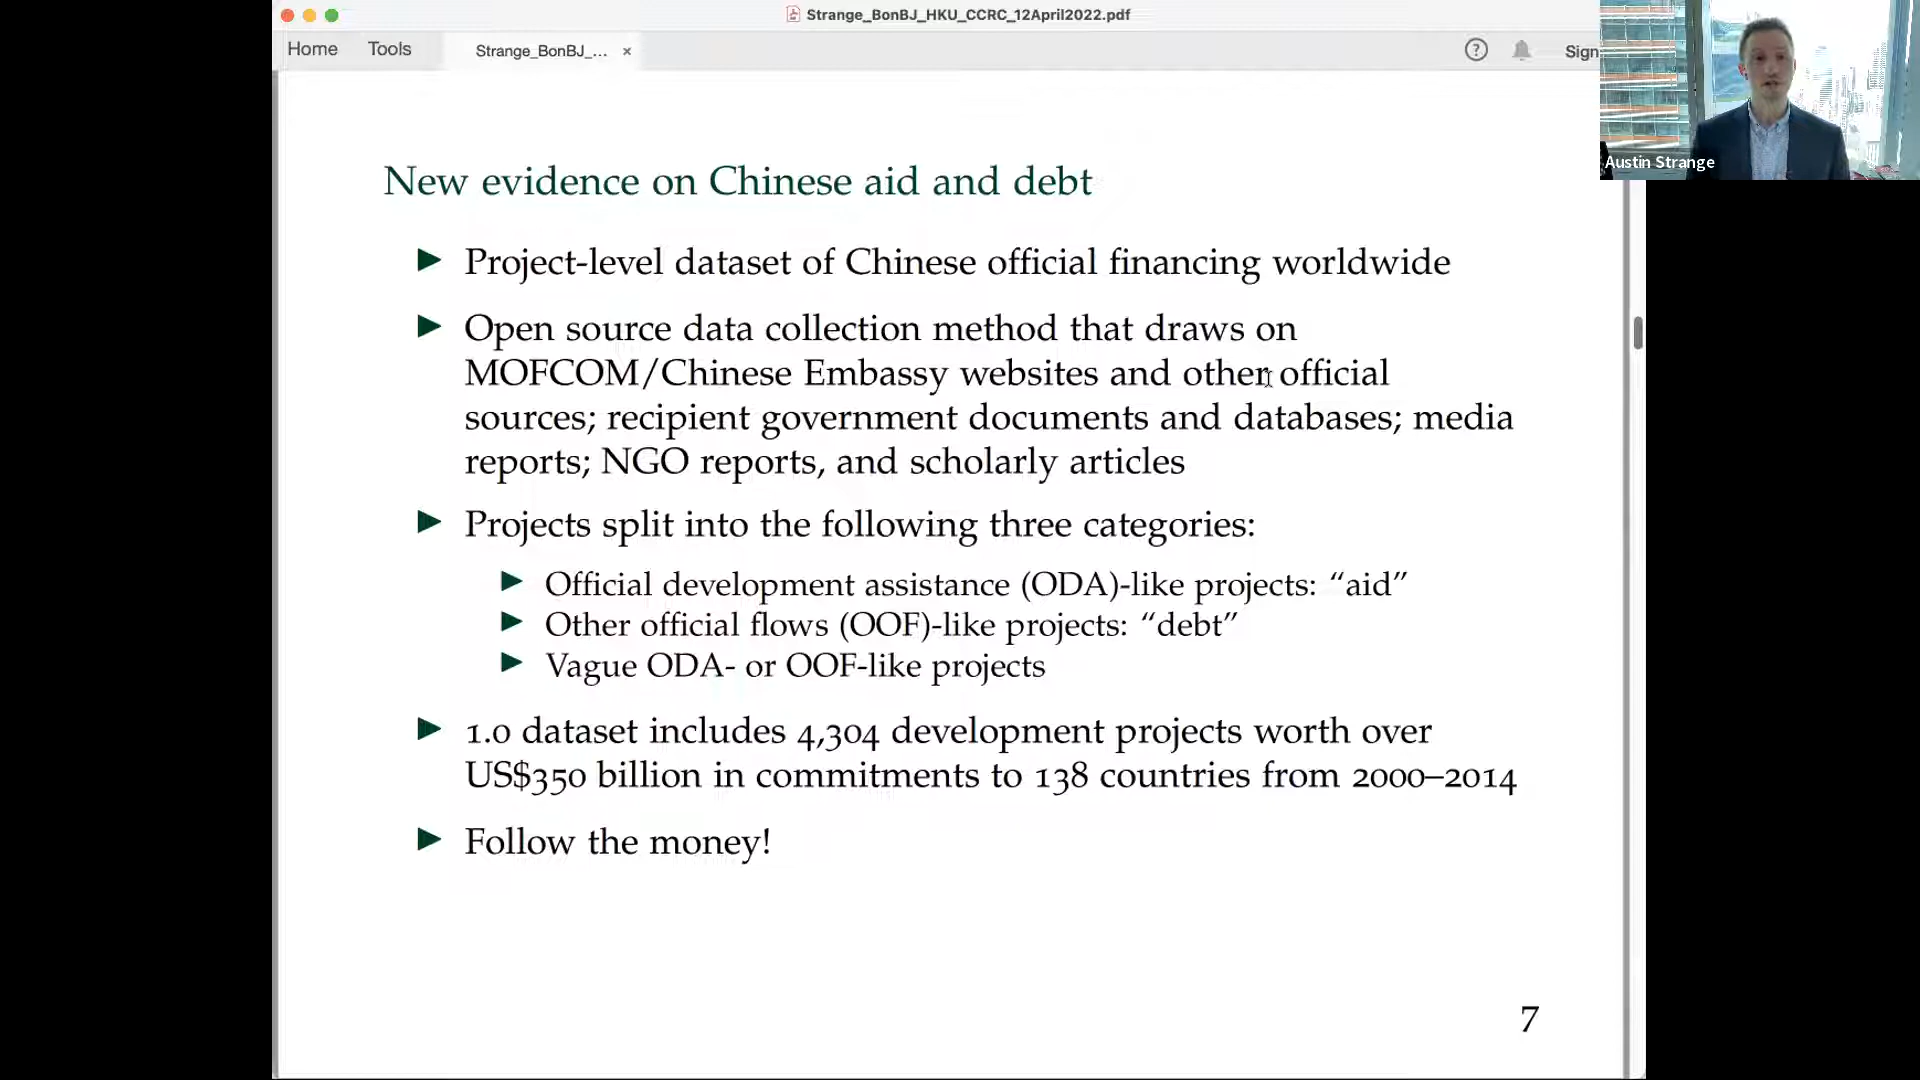 Strange_BonBJ_HKU_CCRC_12April2022.pdf
Home Tools Strange_BonBJ_... × ? Sign
Austin Strange
New evidence on Chinese aid and debt
Project-level dataset of Chinese official financing worldwide
Open source data collection method that draws on
MOFCOM/Chinese Embassy websites and other official
sources; recipient government documents and databases; media
reports; NGO reports, and scholarly articles
Projects split into the following three categories:
Official development assistance (ODA)-like projects: “aid”
Other official flows (OOF)-like projects: “debt”
Vague ODA- or OOF-like projects
1.0 dataset includes 4,304 development projects worth over
US$350 billion in commitments to 138 countries from 2000–2014
Follow the money!
7